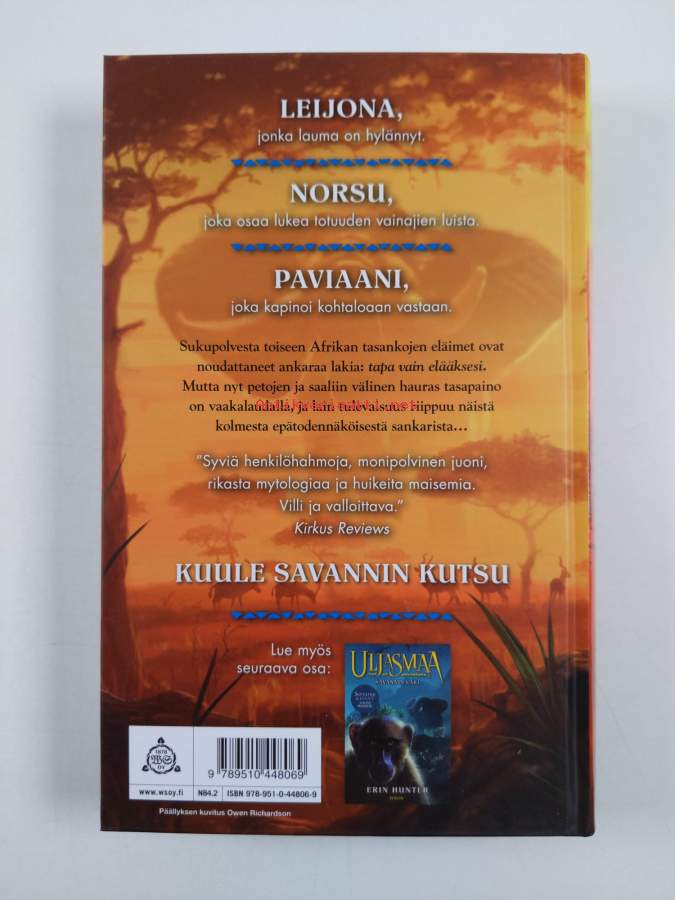 LEIJONA,
jonka lauma on hylännyt.
NORSU,
joka osaa lukea totuuden vainajien luista.
PAVIAANI,
joka kapinoi kohtaloaan vastaan.
Sukupolvesta toiseen Afrikan tasankojen eläimet ovat
noudattaneet ankaraa lakia: tapa vain elääksesi.
Mutta nyt petojen ja saaliin välinen hauras tasapaino
on vaakalaudalla, ja lain tulevaisuus riippuu näistä
kolmesta epätodennäköisestä sankarista...
"Syviä henkilöhahmoja, monipolvinen juoni,
rikasta mytologiaa ja huikeita maisemia.
Villi ja valloittava."
Kirkus Reviews
KUULE SAVANNIN KUTSU
Lue myös
seuraava osa:
ULJASMAA
ERIN HUNTER
1878
WS
OY
9 789510 448069
www.wsoy.fi
N84.2
ISBN 978-951-0-44806-9
Päällyksen kuvitus Owen Richardson